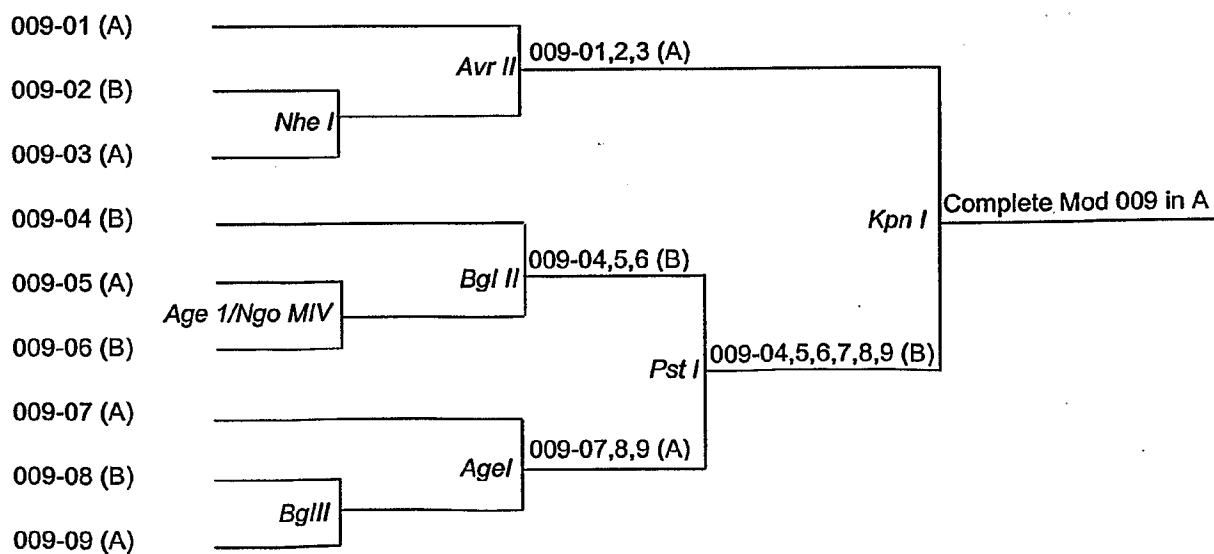 009-01 (A)
009-01,2,3 (A)
Avr II
009-02 (B)
Nhe I
009-03 (A)
Complete Mod 009 in A
009-04 (B)
Kpn I
009-04,5,6 (B)
Bgl II
009-05 (A)
Age 1/Ngo MIV
009-06 (B)
009-04,5,6,7,8,9 (B)
Pst I
009-07 (A)
009-07,8,9 (A)
AgeI
009-08 (B)
BglII
009-09 (A)